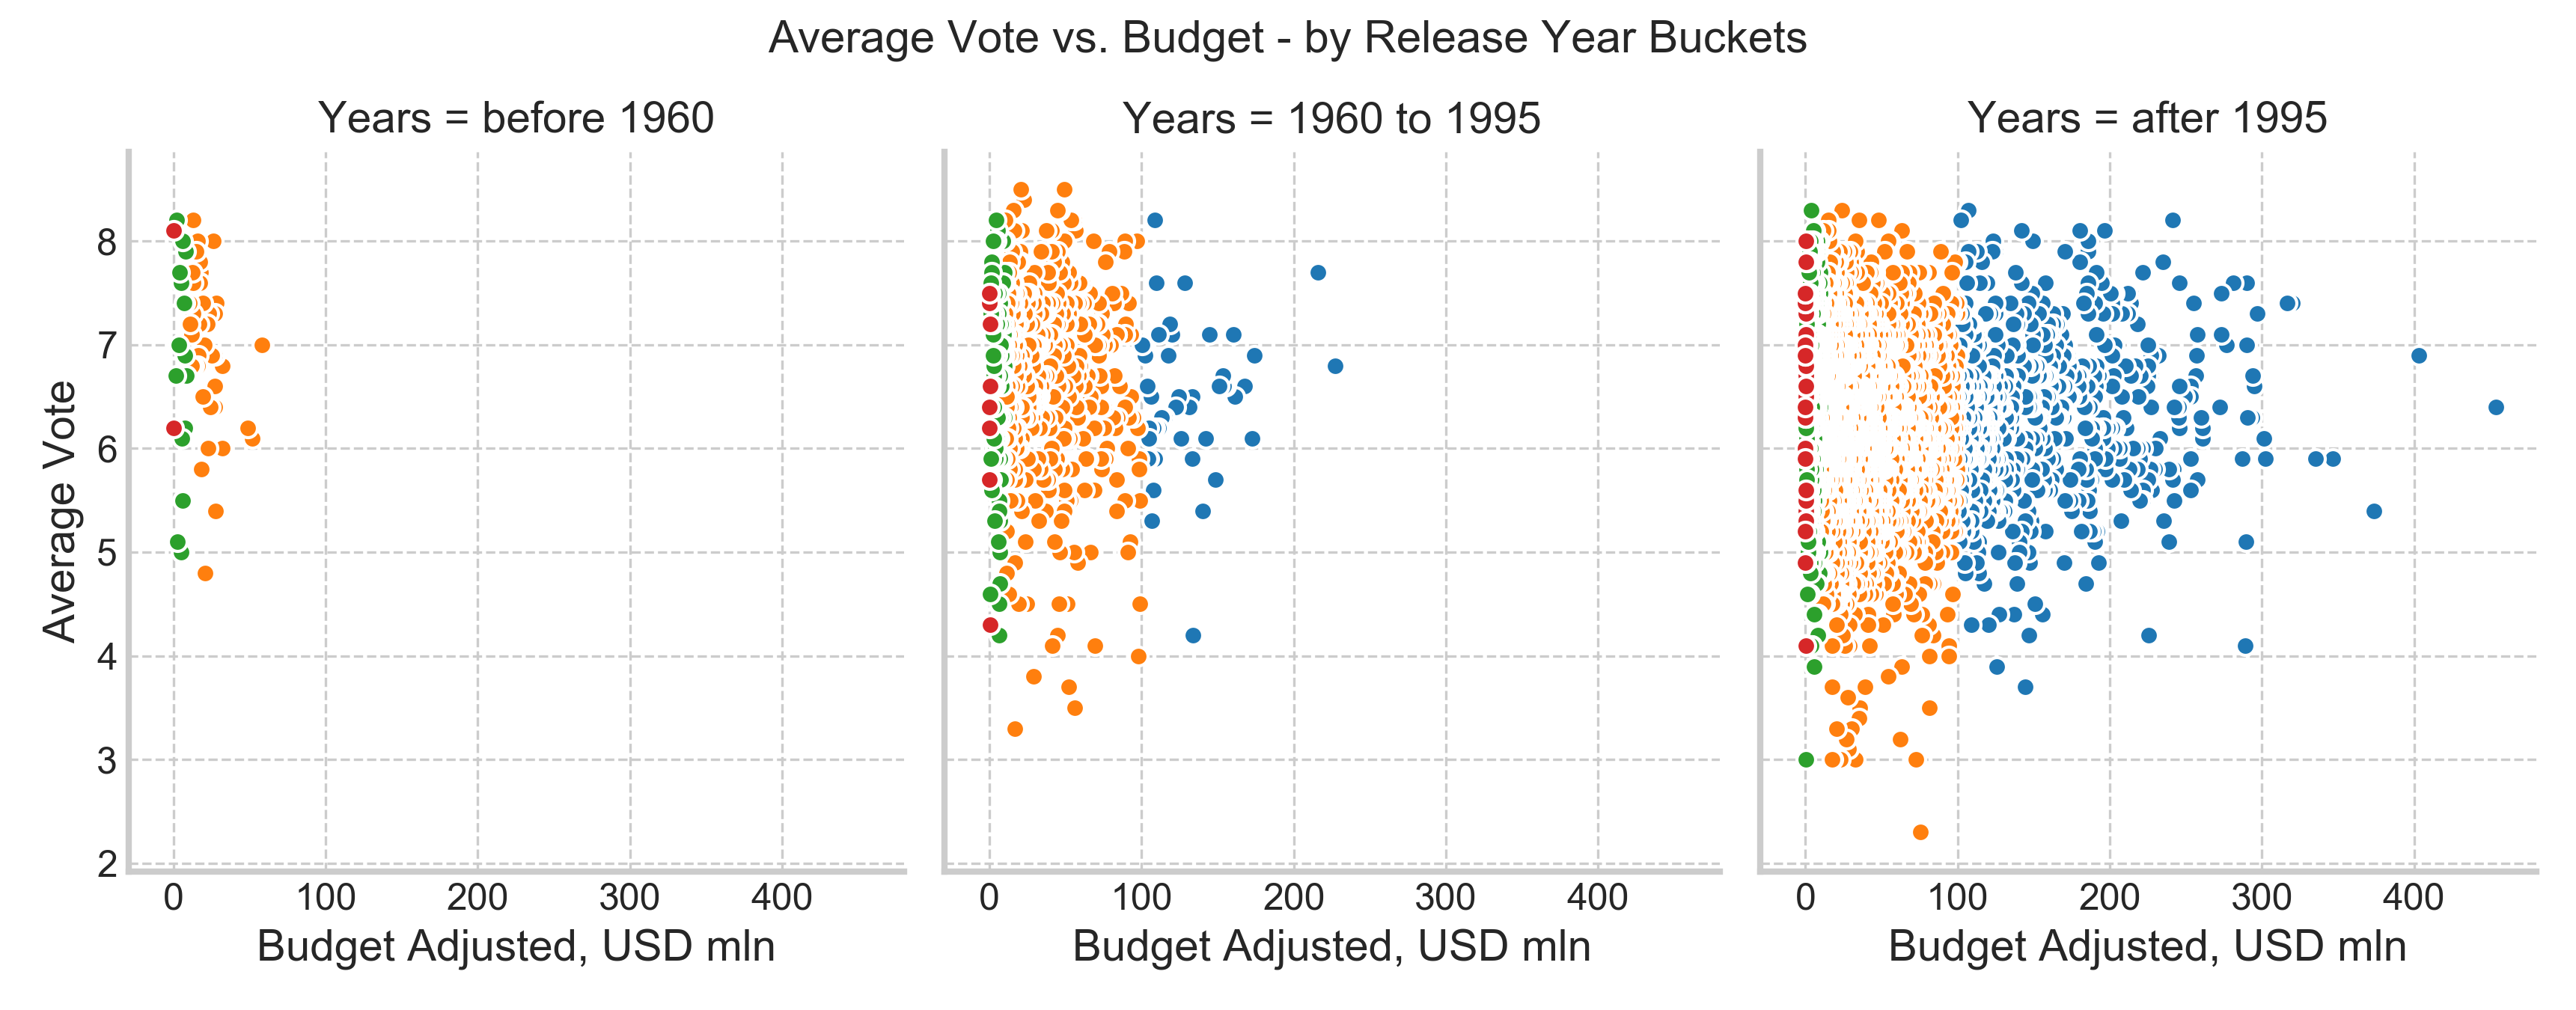 Average Vote vs. Budget - by Release Year Buckets
Years = before 1960
Years = 1960 to 1995
Years = after 1995
Average Vote
8
7
6
5
4
3
2
0 100 200 300 400
0 100 200 300 400
0 100 200 300 400
Budget Adjusted, USD mln
Budget Adjusted, USD mln
Budget Adjusted, USD mln